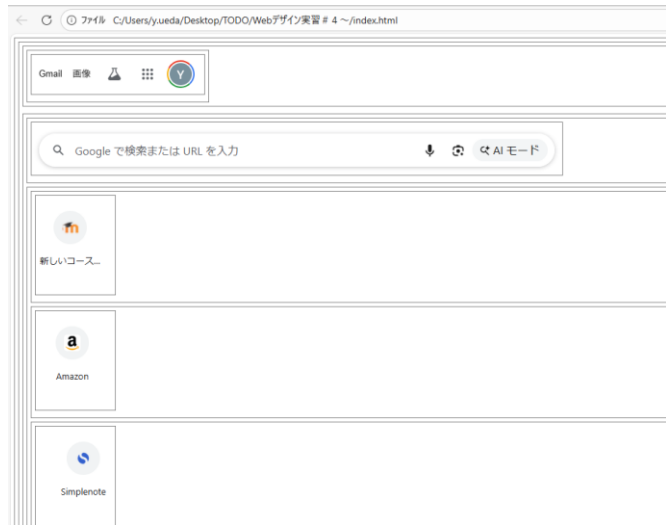 ファイル C:/Users/y.ueda/Desktop/TODO/Webデザイン実習#4~/index.html
Gmail 画像 Y
Google で検索または URL を入力 AI モード
新しいコース...
a
Amazon
Simplenote